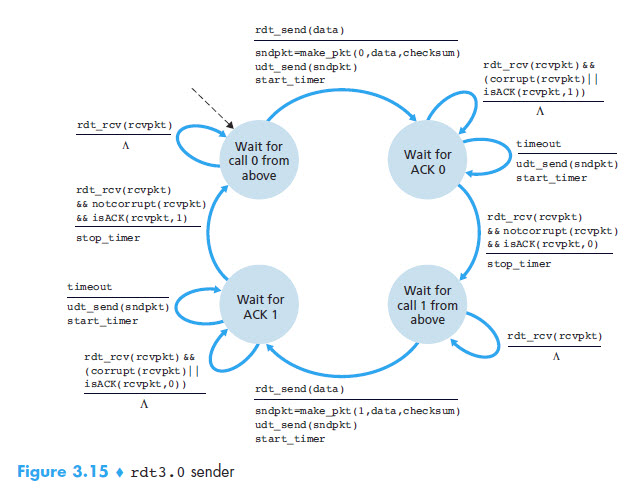 rdt_send(data)
sndpkt=make_pkt(0,data,checksum)
udt_send(sndpkt)
start_timer
rdt_rcv(rcvpkt)&&
(corrupt(rcvpkt)||
isACK(rcvpkt,1))
Λ
rdt_rcv(rcvpkt)
Λ
Wait for
call 0 from
above
Wait for
ACK 0
timeout
udt_send(sndpkt)
start_timer
rdt_rcv(rcvpkt)
&& notcorrupt(rcvpkt)
&& isACK(rcvpkt,1)
stop_timer
rdt_rcv(rcvpkt)
&& notcorrupt(rcvpkt)
&& isACK(rcvpkt,0)
stop_timer
timeout
udt_send(sndpkt)
start_timer
Wait for
ACK 1
Wait for
call 1 from
above
rdt_rcv(rcvpkt)
Λ
rdt_rcv(rcvpkt)&&
(corrupt(rcvpkt)||
isACK(rcvpkt,0))
Λ
rdt_send(data)
sndpkt=make_pkt(1,data,checksum)
udt_send(sndpkt)
start_timer
Figure 3.15 ♦ rdt3.0 sender